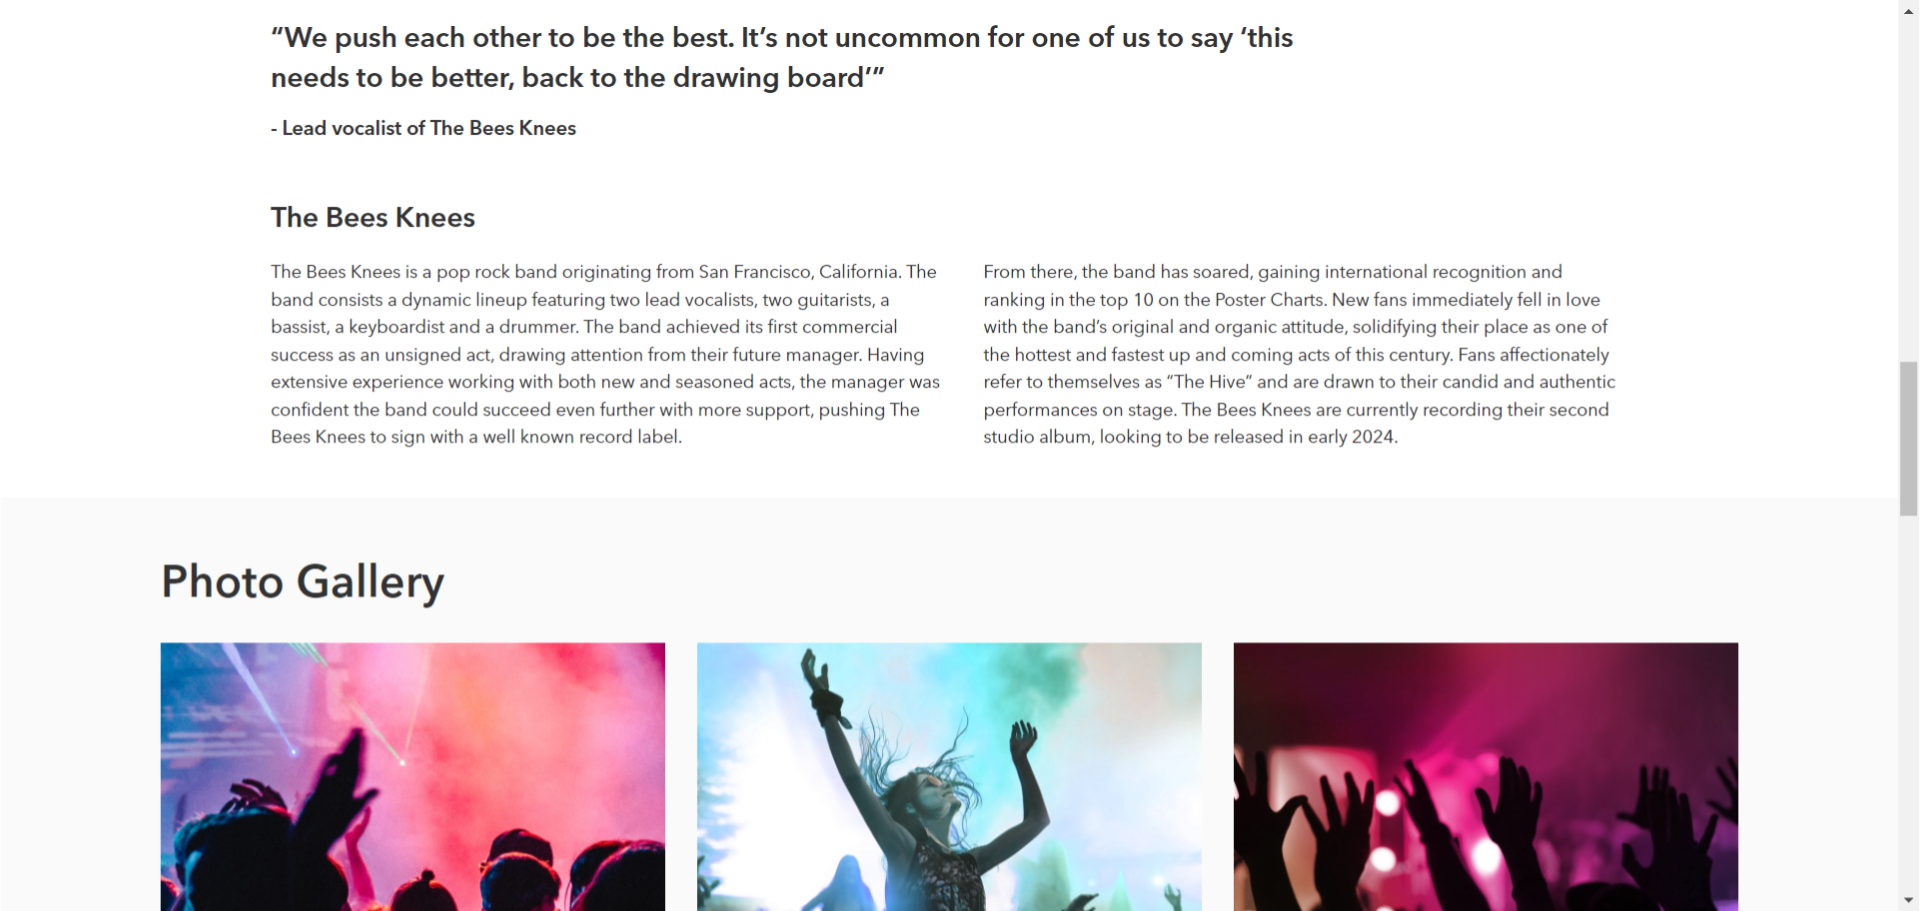 “We push each other to be the best. It’s not uncommon for one of us to say ‘this
needs to be better, back to the drawing board’”
- Lead vocalist of The Bees Knees
The Bees Knees
The Bees Knees is a pop rock band originating from San Francisco, California. The
band consists a dynamic lineup featuring two lead vocalists, two guitarists, a
bassist, a keyboardist and a drummer. The band achieved its first commercial
success as an unsigned act, drawing attention from their future manager. Having
extensive experience working with both new and seasoned acts, the manager was
confident the band could succeed even further with more support, pushing The
Bees Knees to sign with a well known record label.
From there, the band has soared, gaining international recognition and
ranking in the top 10 on the Poster Charts. New fans immediately fell in love
with the band’s original and organic attitude, solidifying their place as one of
the hottest and fastest up and coming acts of this century. Fans affectionately
refer to themselves as “The Hive” and are drawn to their candid and authentic
performances on stage. The Bees Knees are currently recording their second
studio album, looking to be released in early 2024.
Photo Gallery